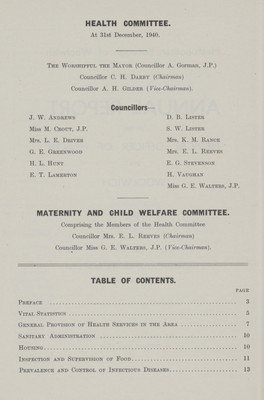 HEALTH COMMITTEE.
At 31st December, 1940.
THE WORSHIPFUL THE MAYOR (Councillor A. Gorman, J.P.)
Councillor C. H. DARBY (Chairman)
Councillor A. H. GILDER (Vice-Chairman).
Councillors—
J. W. ANDREWS
D. B. LISTER
Miss M. CROUT, J.P.
S. W. LISTER
Mrs. L. E. DRIVER
Mrs. K. M. RANCE
G. E. GREENWOOD
Mrs. E. L. REEVES
H. L. HUNT
E. G. STEVENSON
E. T. LAMERTON
H. VAUGHAN
Miss G. E. WALTERS, J.P.
MATERNITY AND CHILD WELFARE COMMITTEE.
Comprising the Members of the Health Committee
Councillor Mrs. E. L. REEVES (Chairman)
Councillor Miss G. E. WALTERS, J.P. (Vice-Chairman).
TABLE OF CONTENTS.
PAGE
PREFACE 3
VITAL STATISTICS 5
GENERAL PROVISION OF HEALTH SERVICES IN THE AREA 7
SANITARY ADMINISTRATION 10
HOUSING 10
INSPECTION AND SUPERVISION OF FOOD 11
PREVALENCE AND CONTROL OF INFECTIOUS DISEASES 13